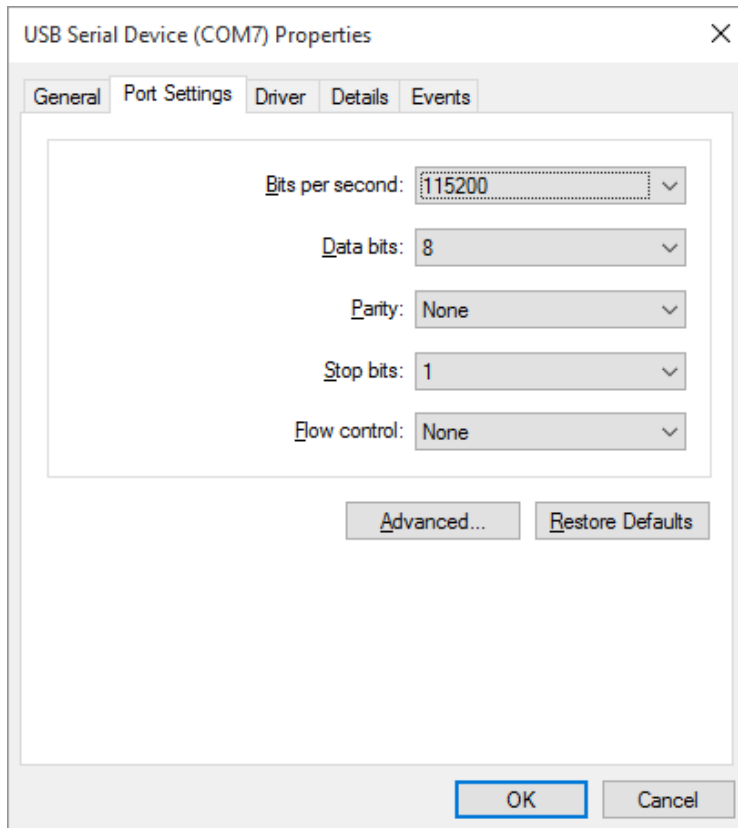 USB Serial Device (COM7) Properties
General Port Settings Driver Details Events
Bits per second: 115200
Data bits: 8
Parity: None
Stop bits: 1
Flow control: None
Advanced... Restore Defaults
OK Cancel